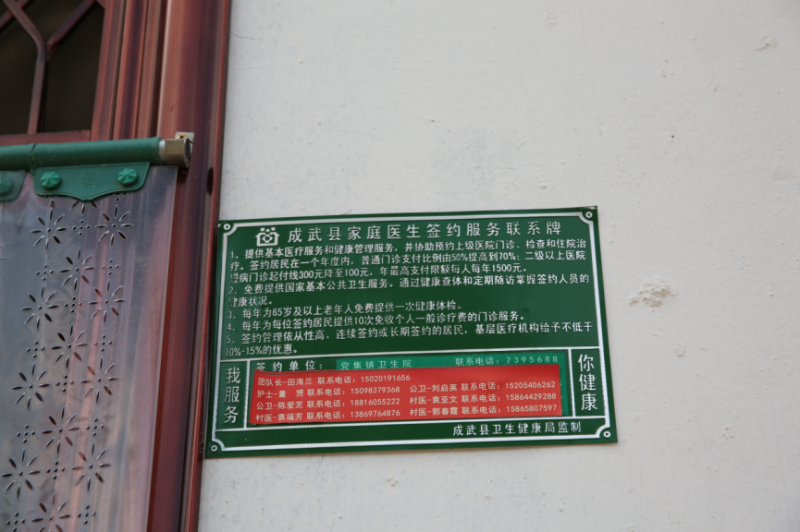 成武县家庭医生签约服务联系牌
1、提供基本医疗服务和健康管理服务，并协助预约上级医院门诊、检查和住院治
疗。签约居民在一个年度内，普通门诊支付比例由50%提高到70%；二级以上医院
慢病门诊起付线300元降至100元，年最高支付限额每人每年1500元。
2、免费提供国家基本公共卫生服务，通过健康查体和定期随访掌握签约人员的
健康状况。
3、每年为65岁及以上老年人免费提供一次健康体检。
4、每年为每位签约居民提供10次免收个人一般诊疗费的门诊服务。
5、签约管理依从性高、连续签约或长期签约的居民，基层医疗机构给予不低于
10%-15%的优惠。
签约单位：党集镇卫生院 联系电话：7395688
我服务
团队长-田海兰 联系电话：15020191656
护士-董赟 联系电话：15098379368 公卫-刘启英 联系电话：15205406262
公卫-陈爱芝 联系电话：18816055222 村医-袁亚文 联系电话：15864429288
村医-袁福芳 联系电话：13869764876 村医-郭春霞 联系电话：15865807597
你健康
成武县卫生健康局监制